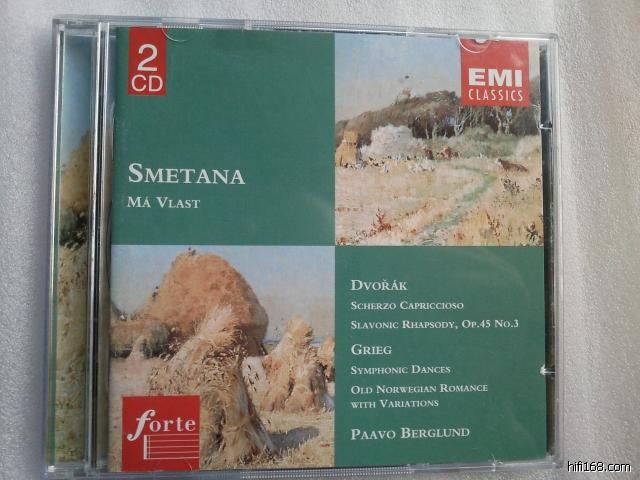 2
CD
EMI
CLASSICS
SMETANA
MÁ VLAST
DVOŘÁK
SCHERZO CAPRICCIOSO
SLAVONIC RHAPSODY, OP.45 NO.3
GRIEG
SYMPHONIC DANCES
OLD NORWEGIAN ROMANCE
WITH VARIATIONS
PAAVO BERGLUND
forte
hifi168.com